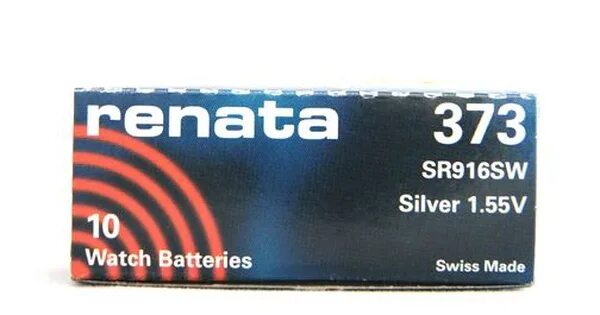 renata 373
SR916SW
Silver 1.55V
10
Watch Batteries
Swiss Made